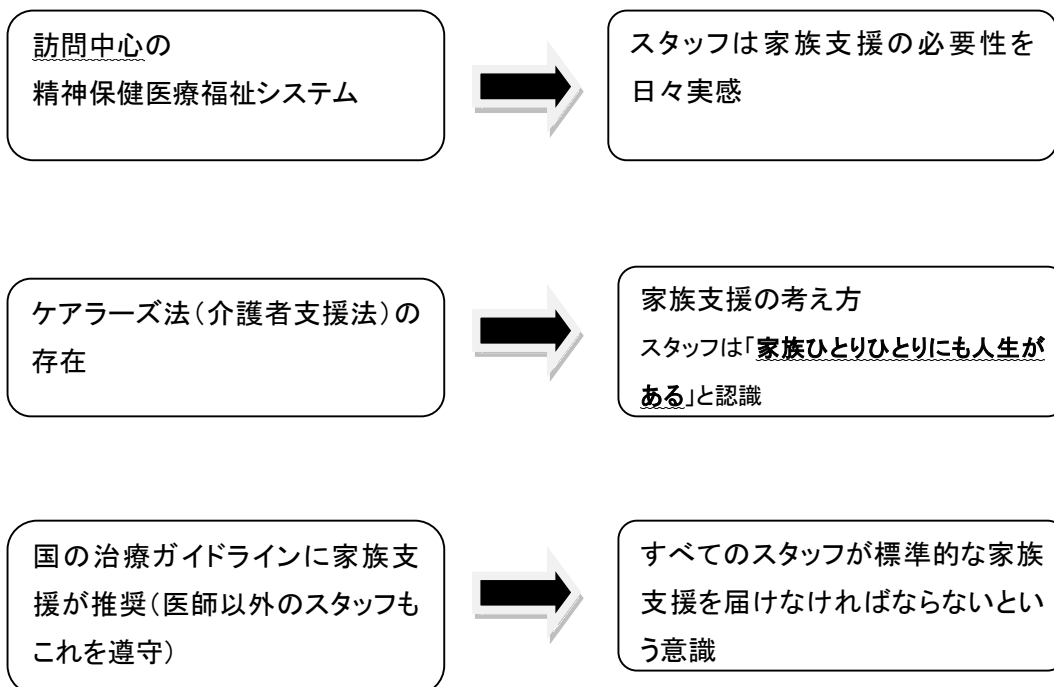 訪問中心の
精神保健医療福祉システム
スタッフは家族支援の必要性を
日々実感
ケアラーズ法(介護者支援法)の
存在
家族支援の考え方
スタッフは「家族ひとりひとりにも人生が
ある」と認識
国の治療ガイドラインに家族支
援が推奨(医師以外のスタッフも
これを遵守)
すべてのスタッフが標準的な家族
支援を届けなければならないとい
う意識